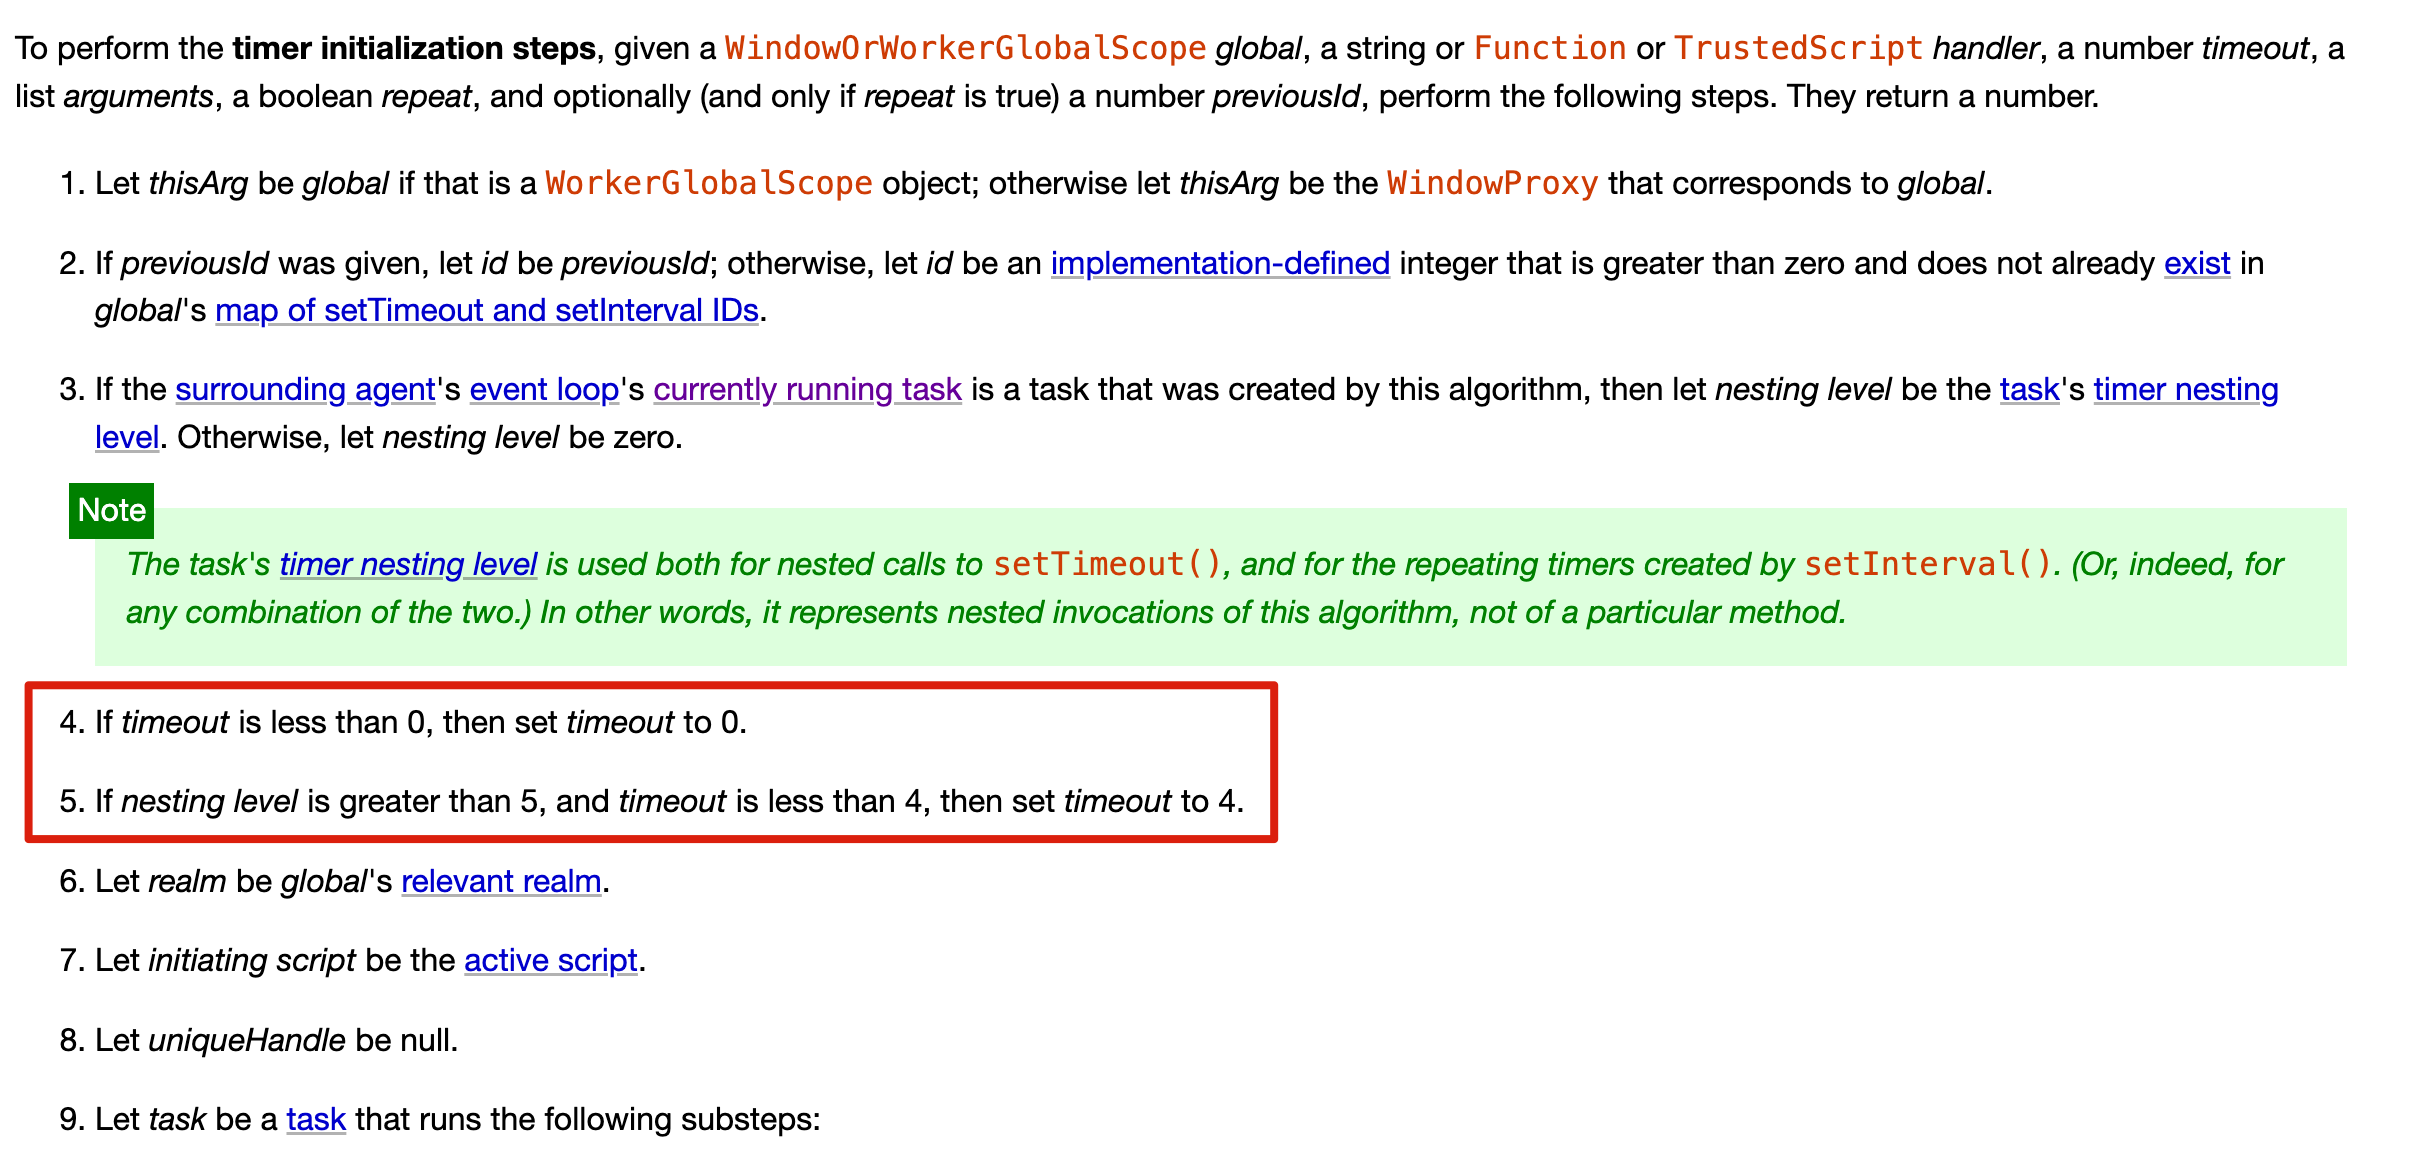 To perform the timer initialization steps, given a WindowOrWorkerGlobalScope global, a string or Function or TrustedScript handler, a number timeout, a
list arguments, a boolean repeat, and optionally (and only if repeat is true) a number previousId, perform the following steps. They return a number.
1. Let thisArg be global if that is a WorkerGlobalScope object; otherwise let thisArg be the WindowProxy that corresponds to global.
2. If previousId was given, let id be previousId; otherwise, let id be an implementation-defined integer that is greater than zero and does not already exist in
global's map of setTimeout and setInterval IDs.
3. If the surrounding agent's event loop's currently running task is a task that was created by this algorithm, then let nesting level be the task's timer nesting
level. Otherwise, let nesting level be zero.
Note
The task's timer nesting level is used both for nested calls to setTimeout(), and for the repeating timers created by setInterval(). (Or, indeed, for
any combination of the two.) In other words, it represents nested invocations of this algorithm, not of a particular method.
4. If timeout is less than 0, then set timeout to 0.
5. If nesting level is greater than 5, and timeout is less than 4, then set timeout to 4.
6. Let realm be global's relevant realm.
7. Let initiating script be the active script.
8. Let uniqueHandle be null.
9. Let task be a task that runs the following substeps: